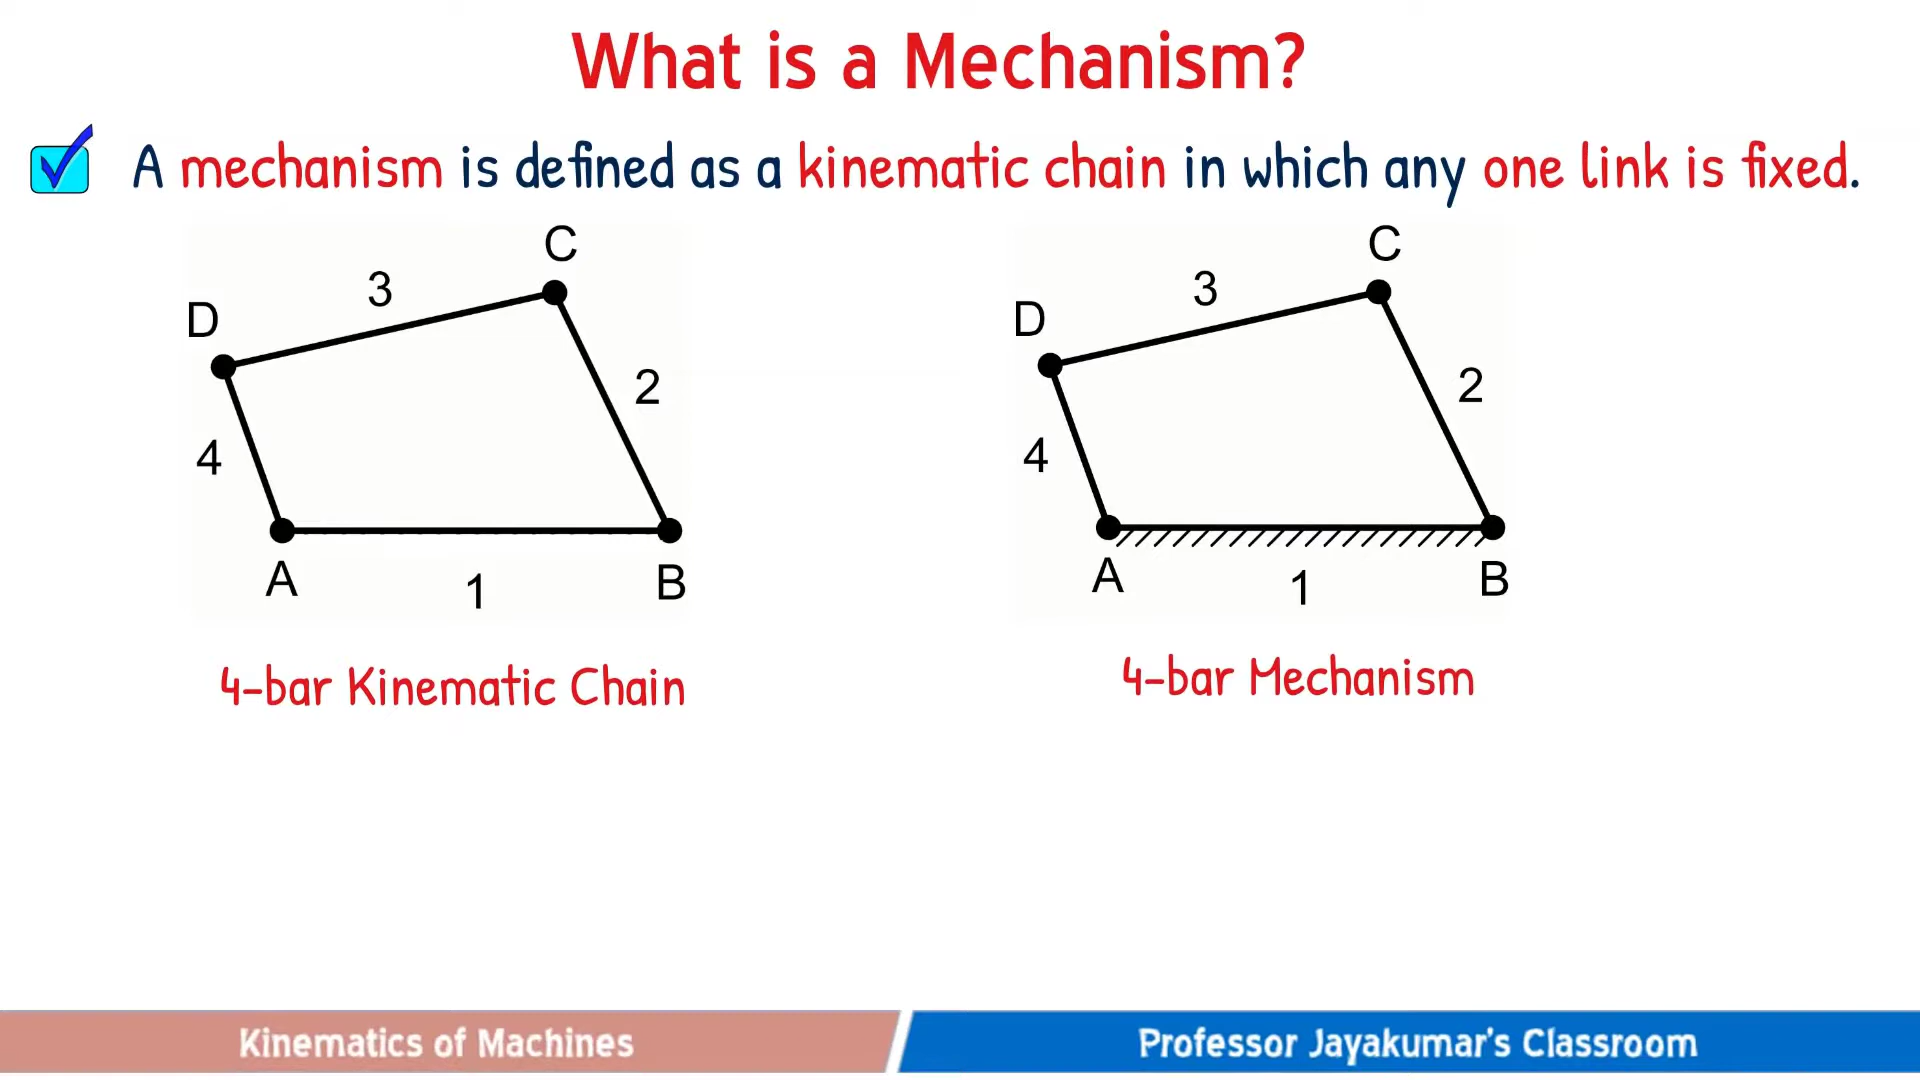 What is a Mechanism?
A mechanism is defined as a kinematic chain in which any one link is fixed.
C
3
D
2
4
A
1
B
4-bar Kinematic Chain
C
3
D
2
4
A
1
B
4-bar Mechanism
Kinematics of Machines
Professor Jayakumar's Classroom